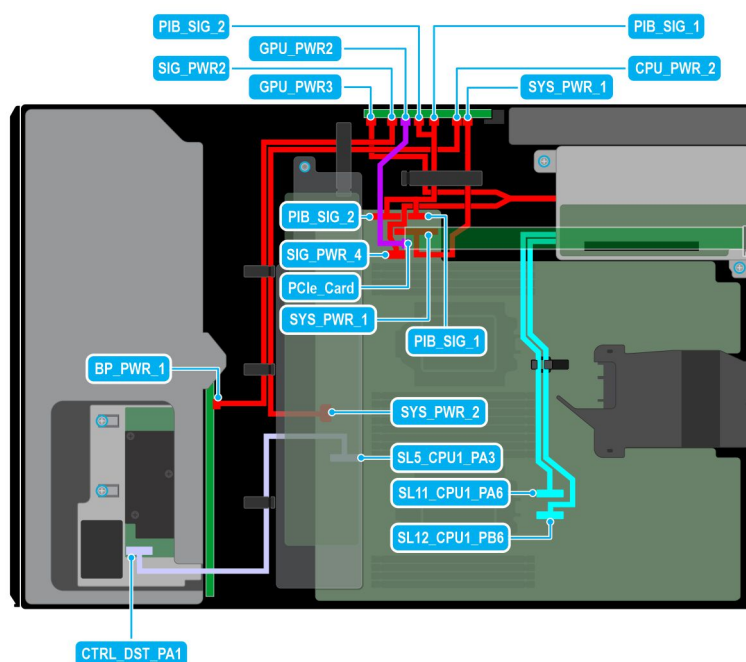 PIB_SIG_2
PIB_SIG_1
GPU_PWR2
SIG_PWR2
CPU_PWR_2
GPU_PWR3
SYS_PWR_1
PIB_SIG_2
SIG_PWR_4
PCIe_Card
SYS_PWR_1
PIB_SIG_1
BP_PWR_1
SYS_PWR_2
SL5_CPU1_PA3
SL11_CPU1_PA6
SL12_CPU1_PB6
CTRL_DST_PA1